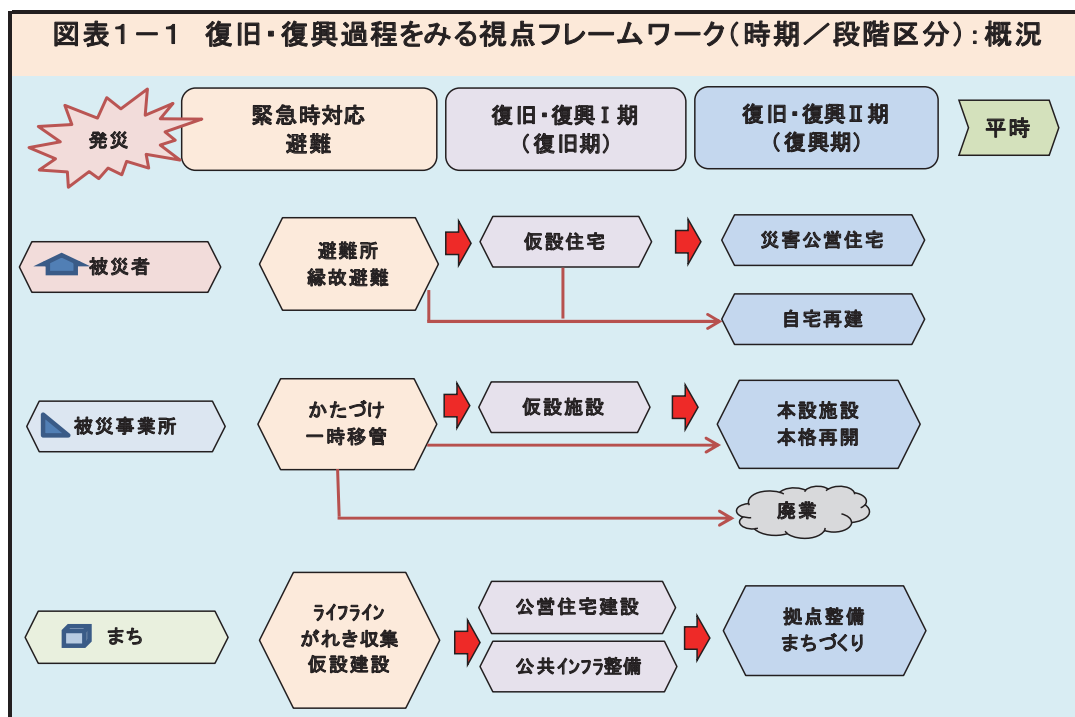 図表1－1 復旧・復興過程をみる視点フレームワーク（時期／段階区分）：概況
発災
緊急時対応
避難
復旧・復興Ⅰ期
（復旧期）
復旧・復興Ⅱ期
（復興期）
平時
被災者
避難所
縁故避難
仮設住宅
災害公営住宅
自宅再建
被災事業所
かたづけ
一時移管
仮設施設
本設施設
本格再開
廃業
まち
ライフライン
がれき収集
仮設建設
公営住宅建設
公共インフラ整備
拠点整備
まちづくり